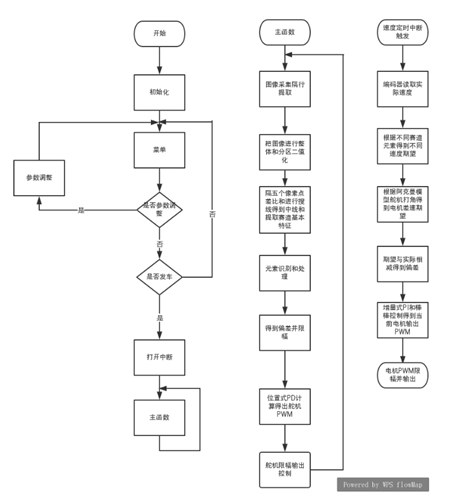 开始
初始化
菜单
参数调整
是否参数调
整
是
否
否
是否发车
是
打开中断
主函数
主函数
图像采集隔行
提取
把图像进行整
体和分区二值
化
隔五个像素点
差比和进行搜
线得到中线和
提取赛道基本
特征
元素识别和处
理
得到偏差并限
幅
位置式PD计
算得出舵机
PWM
舵机限幅输出
控制
速度定时中断
触发
编码器读取实
际速度
根据不同赛道
元素得到不同
速度期望
根据阿克曼模
型舵机打角得
到电机差速期
望
期望与实际相
减得到偏差
增量式PI和棒
棒控制得到当
前电机输出
PWM
电机PWM限
幅并输出
Powered by WPS flowMap